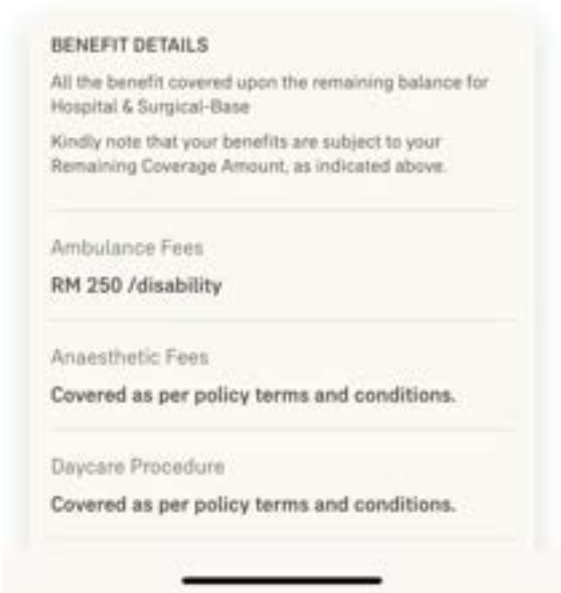 BENEFIT DETAILS
All the benefit covered upon the remaining balance for
Hospital & Surgical-Base
Kindly note that your benefits are subject to your
Remaining Coverage Amount, as indicated above.
Ambulance Fees
RM 250 /disability
Anaesthetic Fees
Covered as per policy terms and conditions.
Daycare Procedure
Covered as per policy terms and conditions.